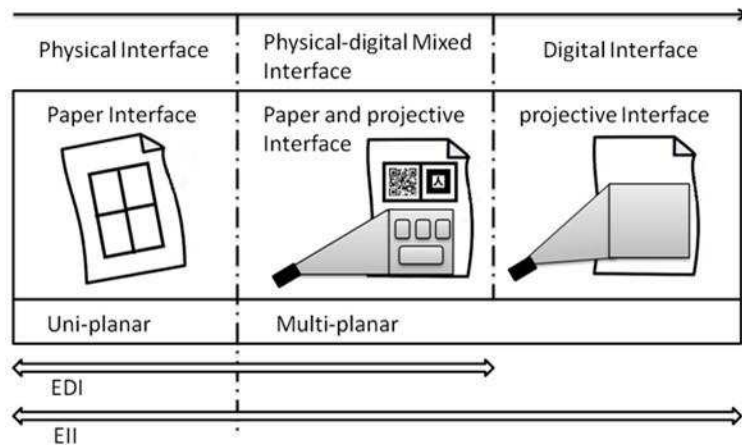 Physical Interface
Physical-digital Mixed
Interface
Digital Interface
Paper Interface
Paper and projective
Interface
projective Interface
Uni-planar
Multi-planar
EDI
EII